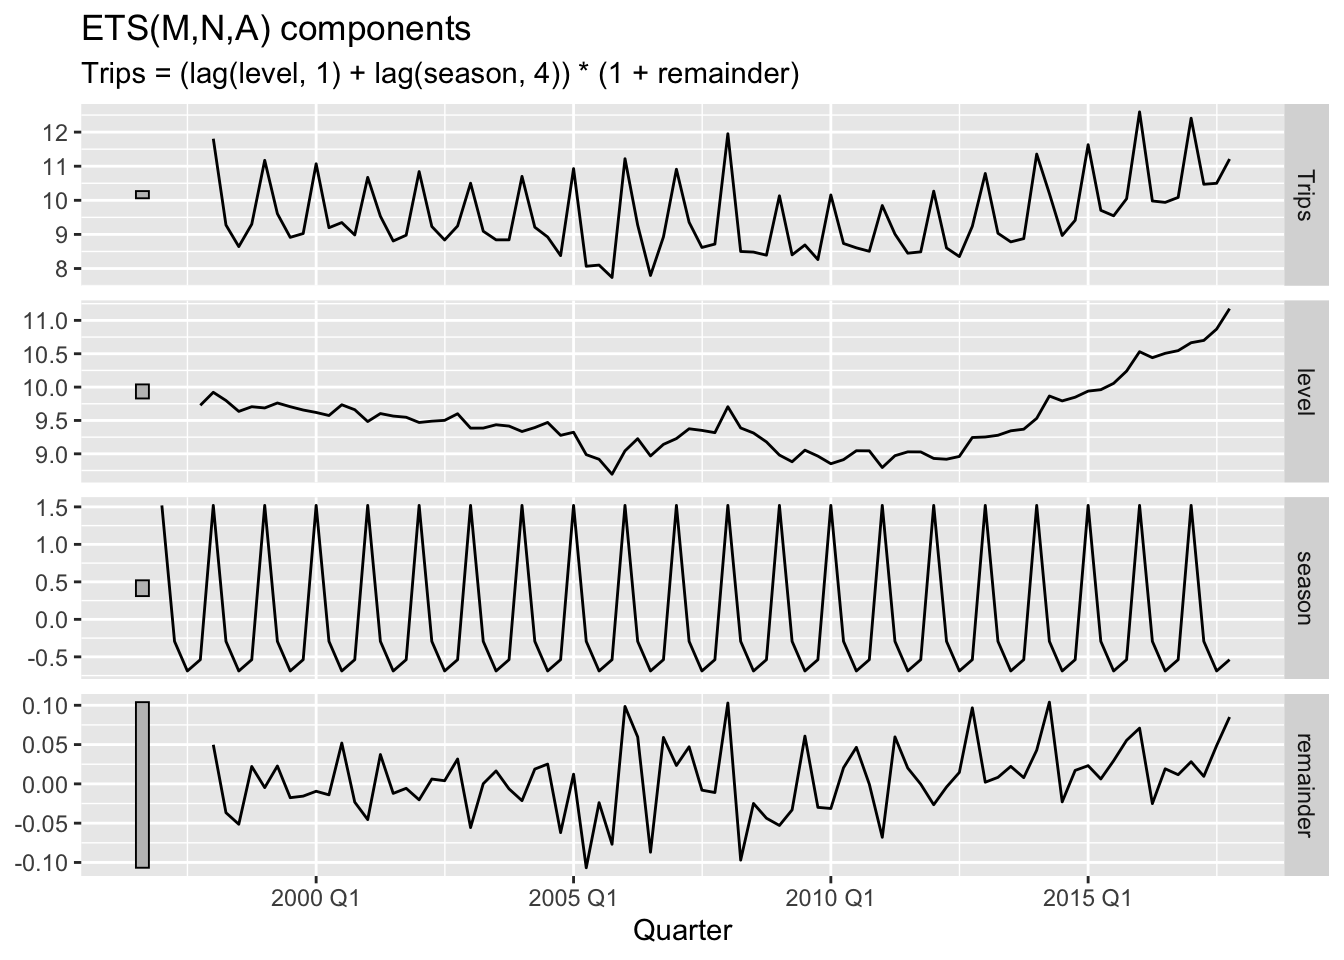 ETS(M,N,A) components
Trips = (lag(level, 1) + lag(season, 4)) * (1 + remainder)
12
11
10
9
8
Trips
11.0
10.5
10.0
9.5
9.0
level
1.5
1.0
0.5
0.0
-0.5
season
0.10
0.05
0.00
-0.05
-0.10
remainder
2000 Q1 2005 Q1 2010 Q1 2015 Q1
Quarter